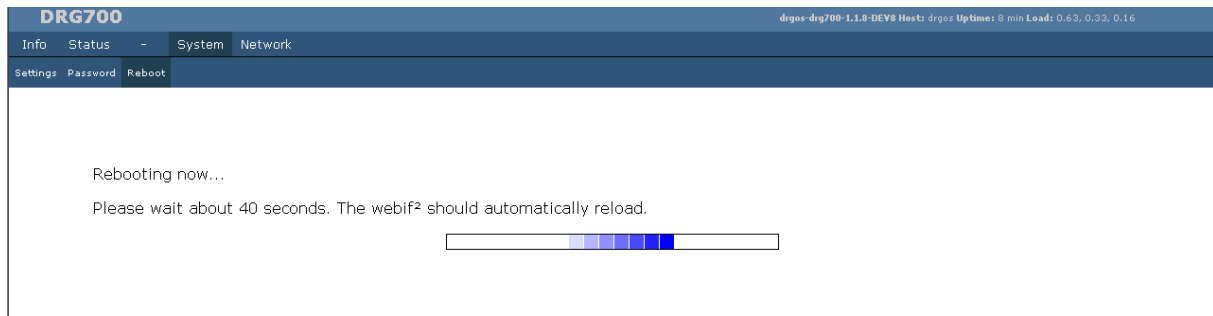 DRG700
drgos-drg700-1.1.8-DEV8 Host: drgos Uptime: 8 min Load: 0.63, 0.33, 0.16
Info Status - System Network
Settings Password Reboot
Rebooting now...
Please wait about 40 seconds. The webif² should automatically reload.